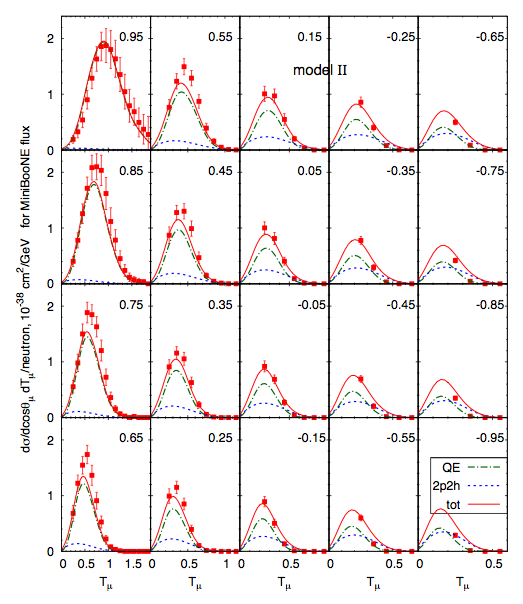 dσ/dcosθμ dTμ/neutron, 10⁻³⁸ cm²/GeV for MiniBooNE flux
model II
2 0.95 0.55 0.15 -0.25 -0.65
1
0
2 0.85 0.45 0.05 -0.35 -0.75
1
0
2 0.75 0.35 -0.05 -0.45 -0.85
1
0
2 0.65 0.25 -0.15 -0.55 -0.95
1
0
QE
2p2h
tot
0 0.5 1 1.5 0 0.5 1 0 0.5 0 0.5 0 0.5
Tμ Tμ Tμ Tμ Tμ